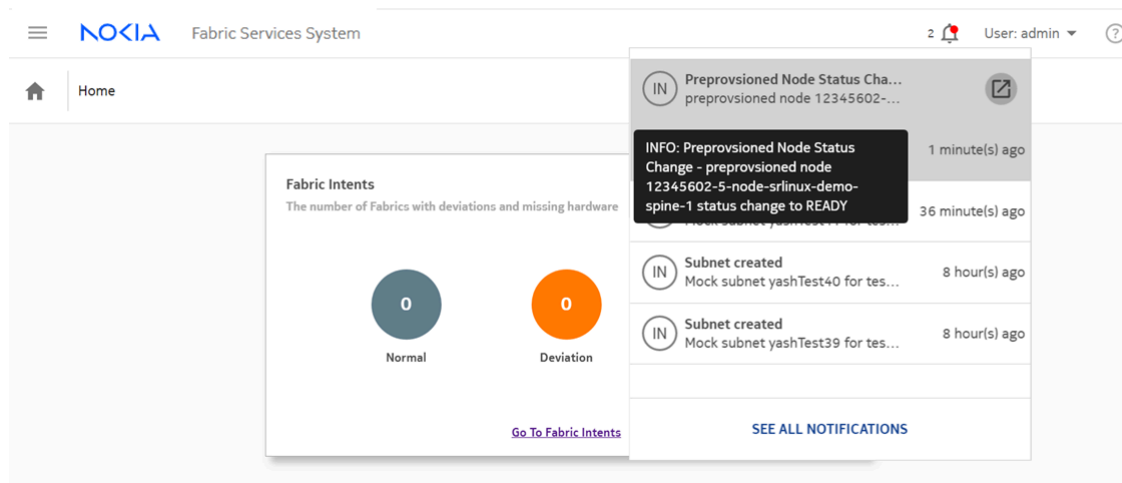 NOKIA Fabric Services System 2 User: admin ?
Home
Fabric Intents
The number of Fabrics with deviations and missing hardware
0
Normal
0
Deviation
Go To Fabric Intents
IN
Preprovsioned Node Status Cha...
preprovsioned node 12345602-...
1 minute(s) ago
INFO: Preprovsioned Node Status
Change - preprovsioned node
12345602-5-node-srlinux-demo-
spine-1 status change to READY
36 minute(s) ago
IN
Subnet created
Mock subnet yashTest40 for tes...
8 hour(s) ago
IN
Subnet created
Mock subnet yashTest39 for tes...
8 hour(s) ago
SEE ALL NOTIFICATIONS